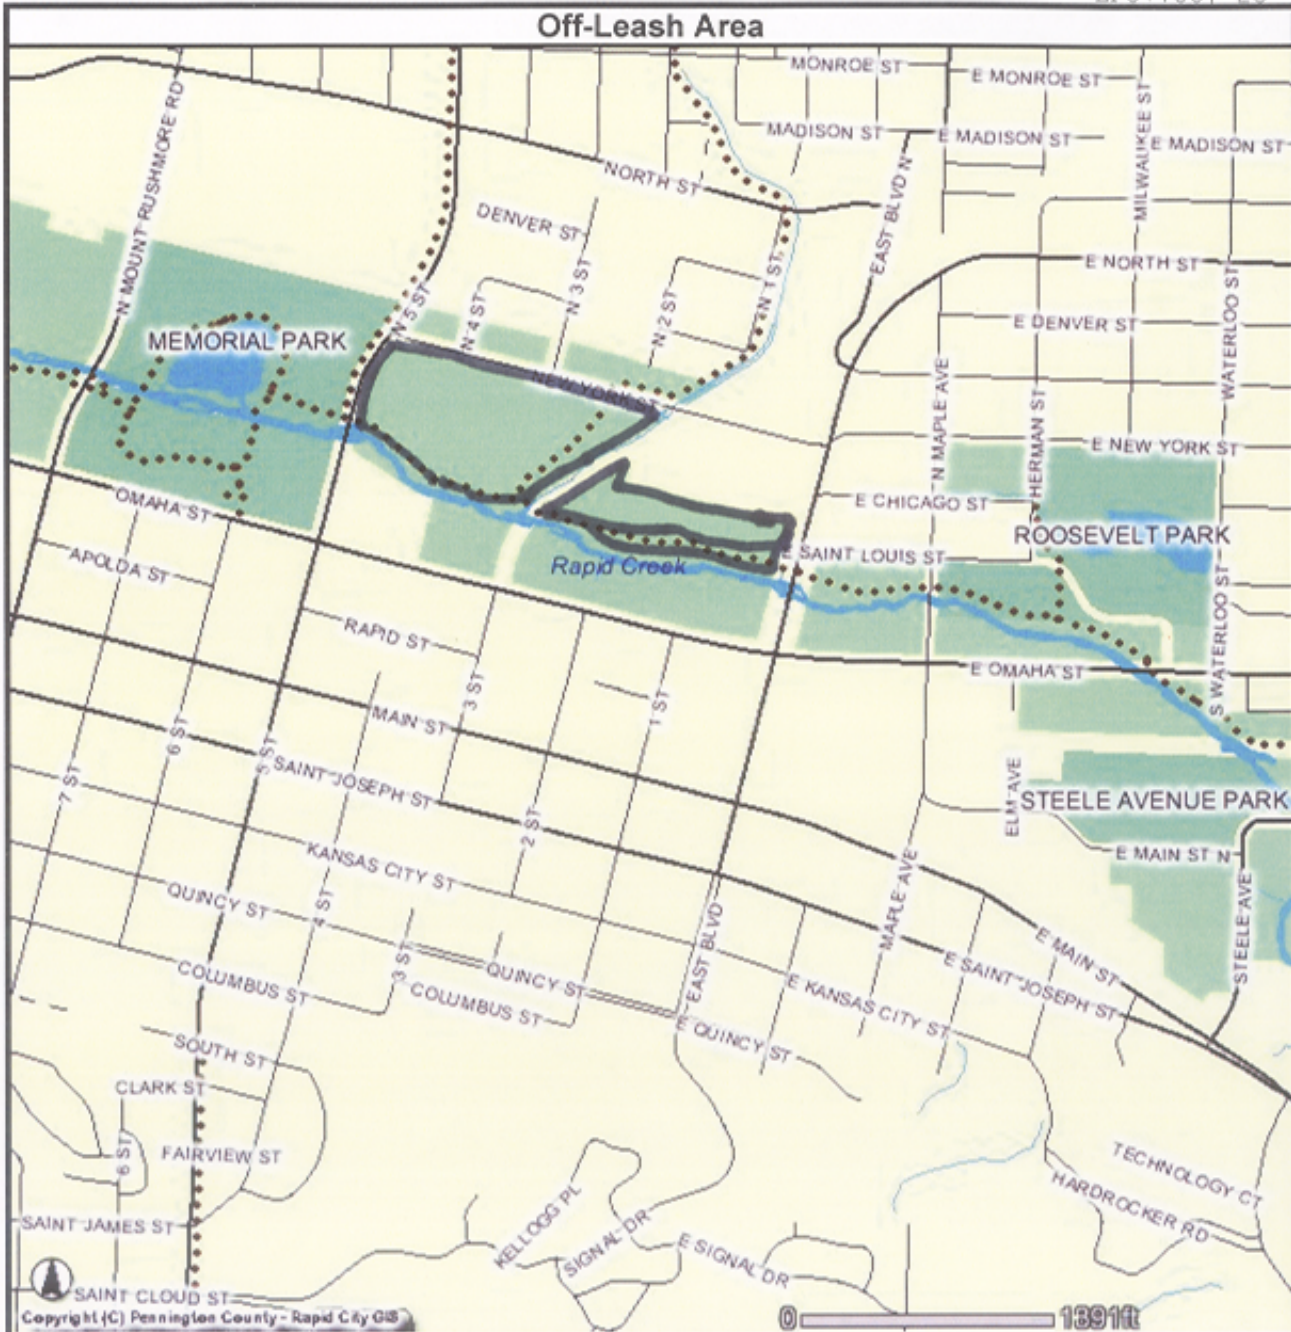 Off-Leash Area
MONROE ST
E MONROE ST
N MOUNT RUSHMORE RD
MADISON ST
E MADISON ST
MILWAUKEE ST
E MADISON ST
NORTH ST
EAST BLVD N
DENVER ST
E NORTH ST
N 5 ST
N 4 ST
N 3 ST
N 2 ST
N 1 ST
E DENVER ST
WATERLOO ST
MEMORIAL PARK
NEW YORK ST
N MAPLE AVE
HERMAN ST
E NEW YORK ST
OMAHA ST
E CHICAGO ST
ROOSEVELT PARK
APOLDA ST
Rapid Creek
E SAINT LOUIS ST
S WATERLOO ST
RAPID ST
E OMAHA ST
3 ST
1 ST
MAIN ST
6 ST
5 ST
7 ST
SAINT JOSEPH ST
2 ST
ELM AVE
STEELE AVENUE PARK
KANSAS CITY ST
E MAIN ST N
QUINCY ST
4 ST
MAPLE AVE
STEELE AVE
3 ST
EAST BLVD
E MAIN ST
COLUMBUS ST
QUINCY ST
E SAINT JOSEPH ST
COLUMBUS ST
E KANSAS CITY ST
E QUINCY ST
SOUTH ST
CLARK ST
6 ST
FAIRVIEW ST
TECHNOLOGY CT
HARDROCKER RD
KELLOGG PL
SIGNAL DR
E SIGNAL DR
SAINT JAMES ST
SAINT CLOUD ST
Copyright (C) Pennington County - Rapid City GIS
0 1391ft